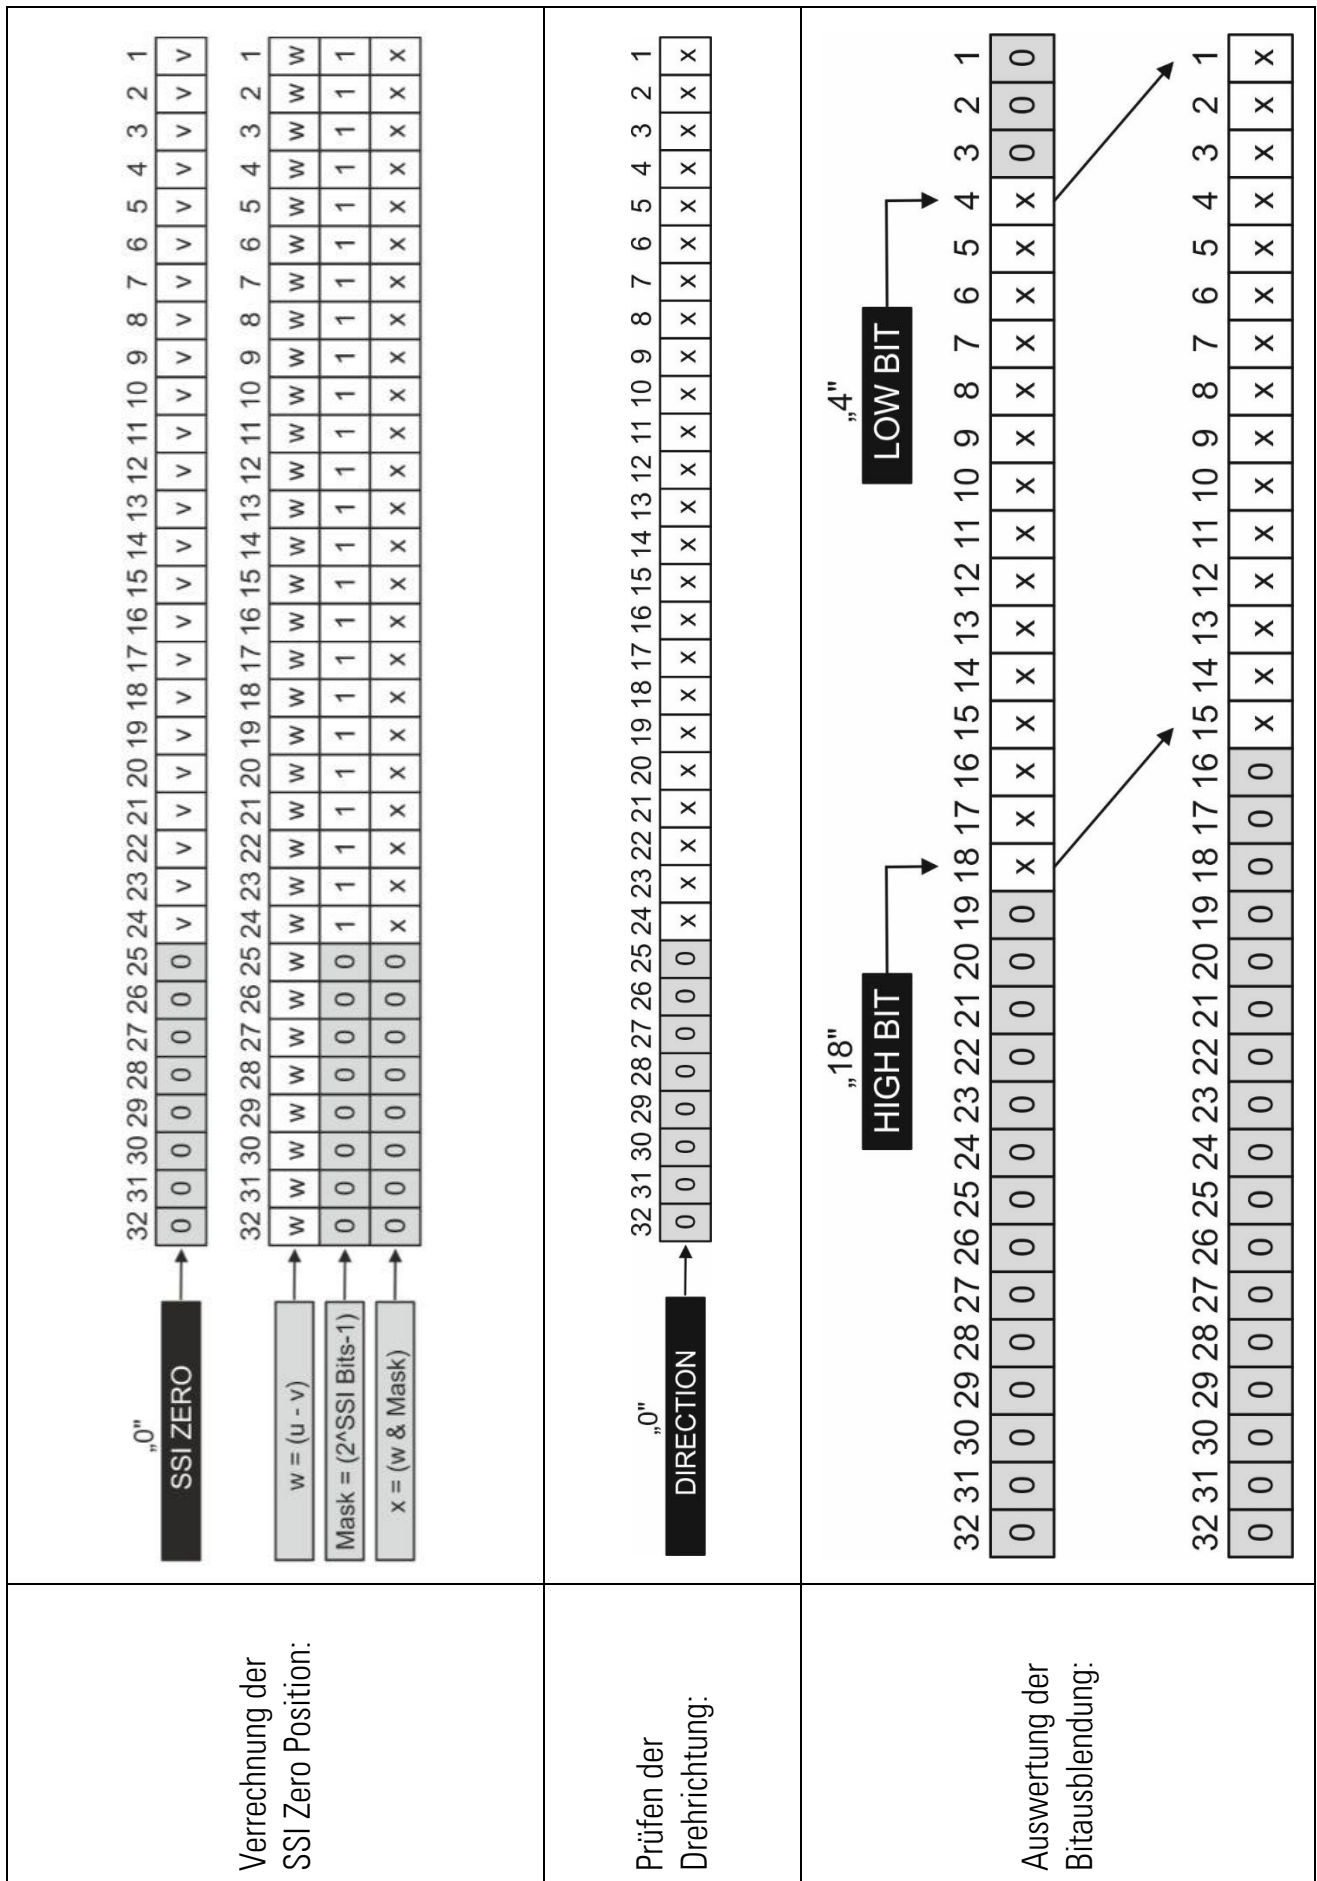 Verrechnung der
SSI Zero Position:
„0"
SSI ZERO
32 31 30 29 28 27 26 25 24 23 22 21 20 19 18 17 16 15 14 13 12 11 10 9 8 7 6 5 4 3 2 1
0 0 0 0 0 0 0 0 v v v v v v v v v v v v v v v v v v v v v v v v
32 31 30 29 28 27 26 25 24 23 22 21 20 19 18 17 16 15 14 13 12 11 10 9 8 7 6 5 4 3 2 1
w = (u - v) w w w w w w w w w w w w w w w w w w w w w w w w w w w w w w w w
Mask = (2^SSI Bits-1) 0 0 0 0 0 0 0 0 1 1 1 1 1 1 1 1 1 1 1 1 1 1 1 1 1 1 1 1 1 1 1 1
x = (w & Mask) 0 0 0 0 0 0 0 0 x x x x x x x x x x x x x x x x x x x x x x x x
Prüfen der
Drehrichtung:
„0"
DIRECTION
32 31 30 29 28 27 26 25 24 23 22 21 20 19 18 17 16 15 14 13 12 11 10 9 8 7 6 5 4 3 2 1
0 0 0 0 0 0 0 0 x x x x x x x x x x x x x x x x x x x x x x x x
Auswertung der
Bitausblendung:
„18" „4"
HIGH BIT LOW BIT
32 31 30 29 28 27 26 25 24 23 22 21 20 19 18 17 16 15 14 13 12 11 10 9 8 7 6 5 4 3 2 1
0 0 0 0 0 0 0 0 0 0 0 0 0 0 x x x x x x x x x x x x x x x 0 0 0
32 31 30 29 28 27 26 25 24 23 22 21 20 19 18 17 16 15 14 13 12 11 10 9 8 7 6 5 4 3 2 1
0 0 0 0 0 0 0 0 0 0 0 0 0 0 0 0 0 x x x x x x x x x x x x x x x